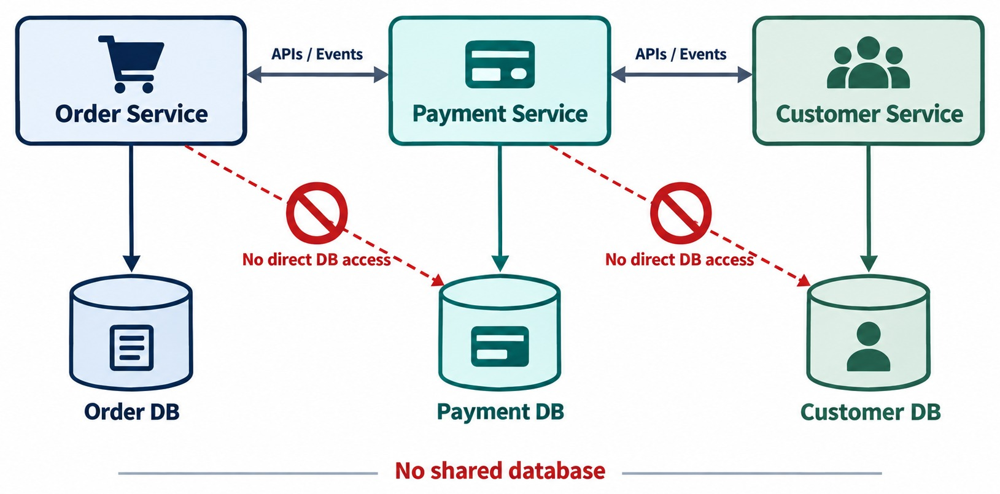 APIs / Events
APIs / Events
Order Service
Payment Service
Customer Service
No direct DB access
No direct DB access
Order DB
Payment DB
Customer DB
No shared database